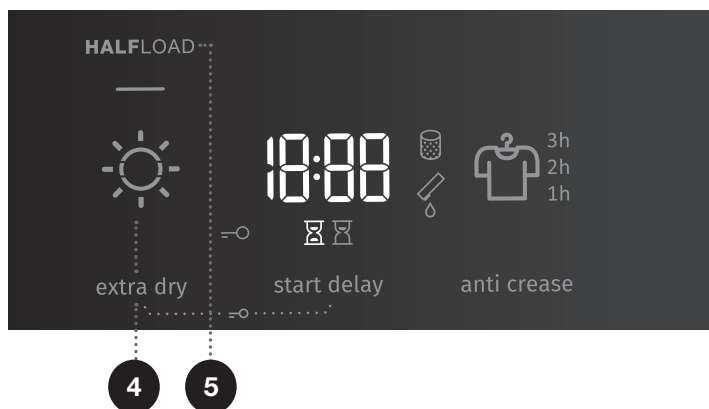 HALFLOAD
18:88
3h
2h
1h
extra dry
start delay
anti crease
4
5